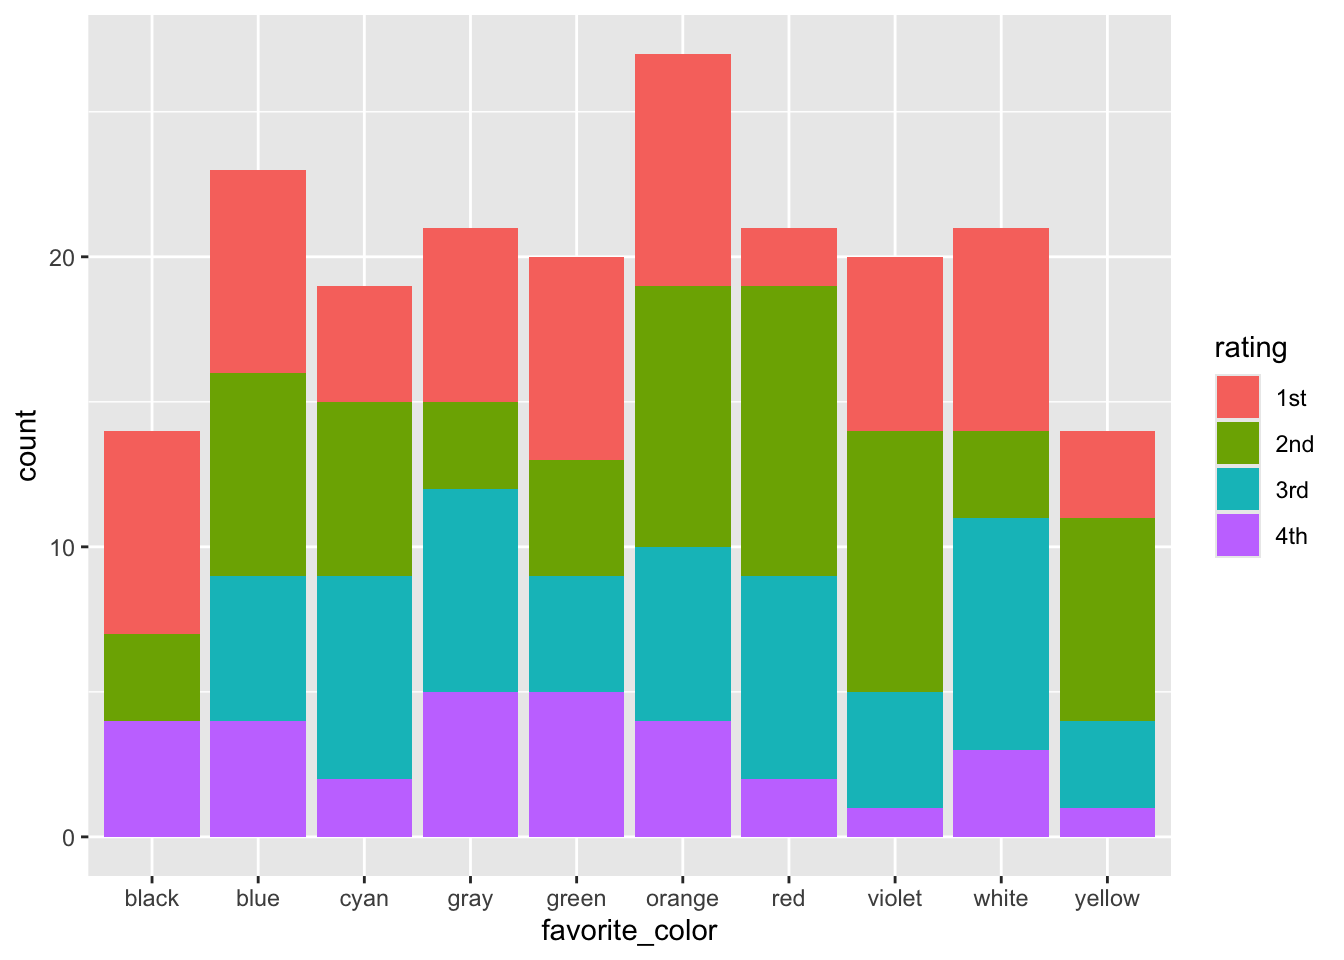 count
20
10
0
black blue cyan gray green orange red violet white yellow
favorite_color
rating
1st
2nd
3rd
4th